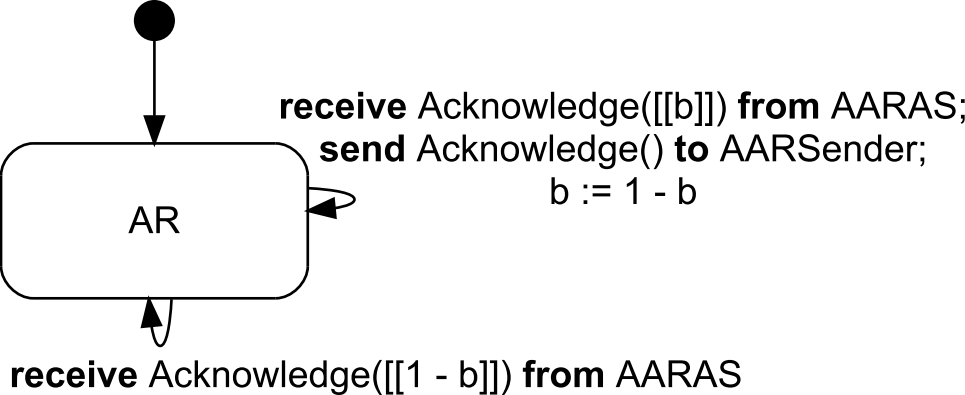 receive Acknowledge([[b]]) from AARAS;
send Acknowledge() to AARSender;
b := 1 - b
AR
receive Acknowledge([[1 - b]]) from AARAS